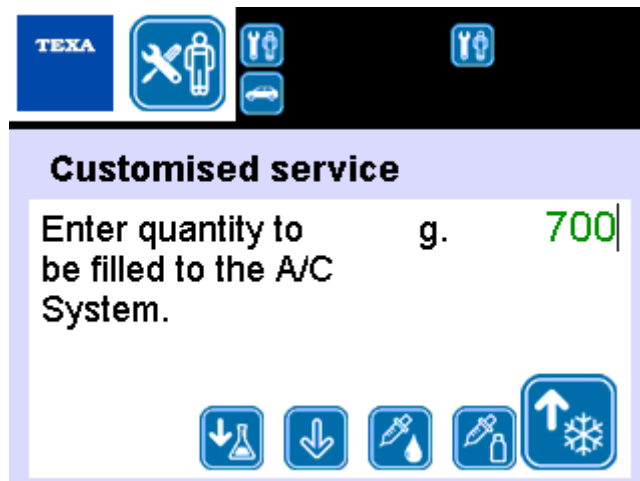 TEXA
Customised service
Enter quantity to g. 700
be filled to the A/C
System.